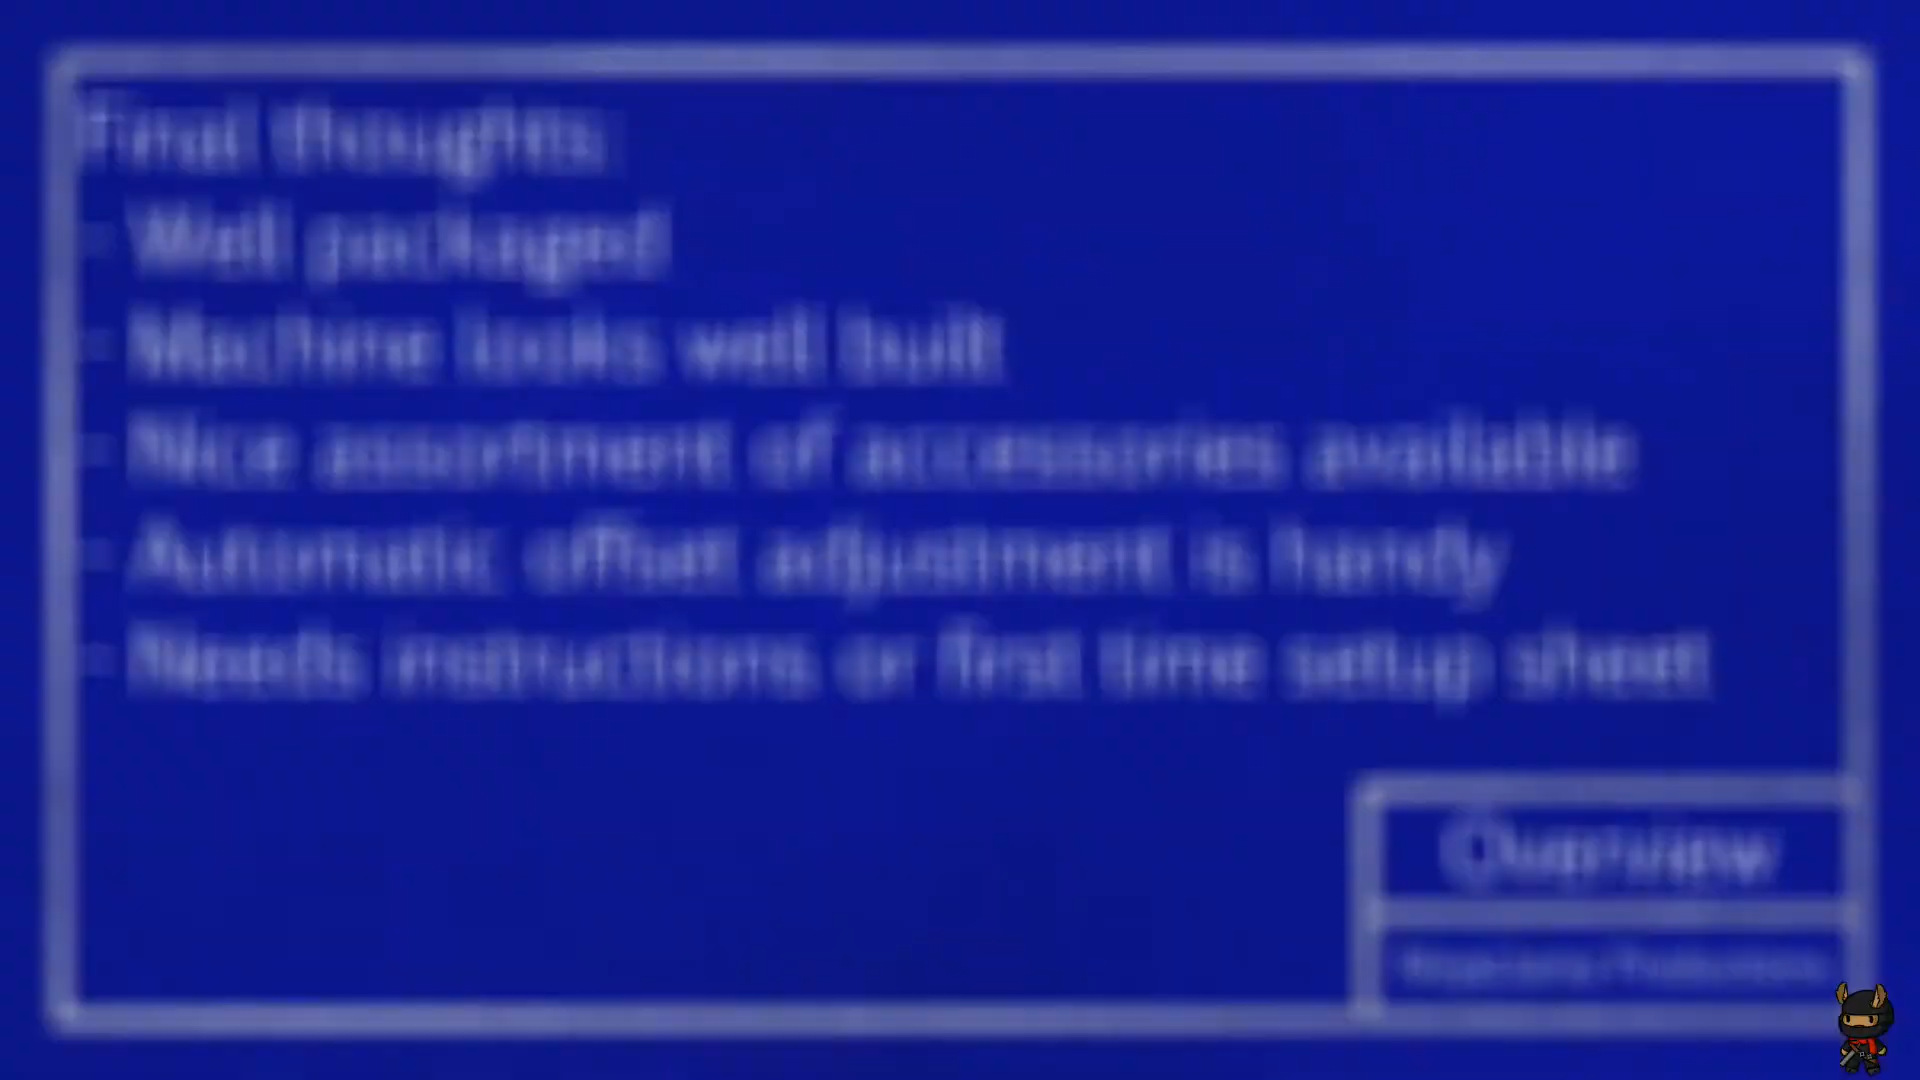 Final thoughts:
- Well packaged
- Machine looks well built
- Nice assortment of accessories available
- Automatic offset adjustment is handy
- Needs instructions or first time setup sheet
Overview
Productions